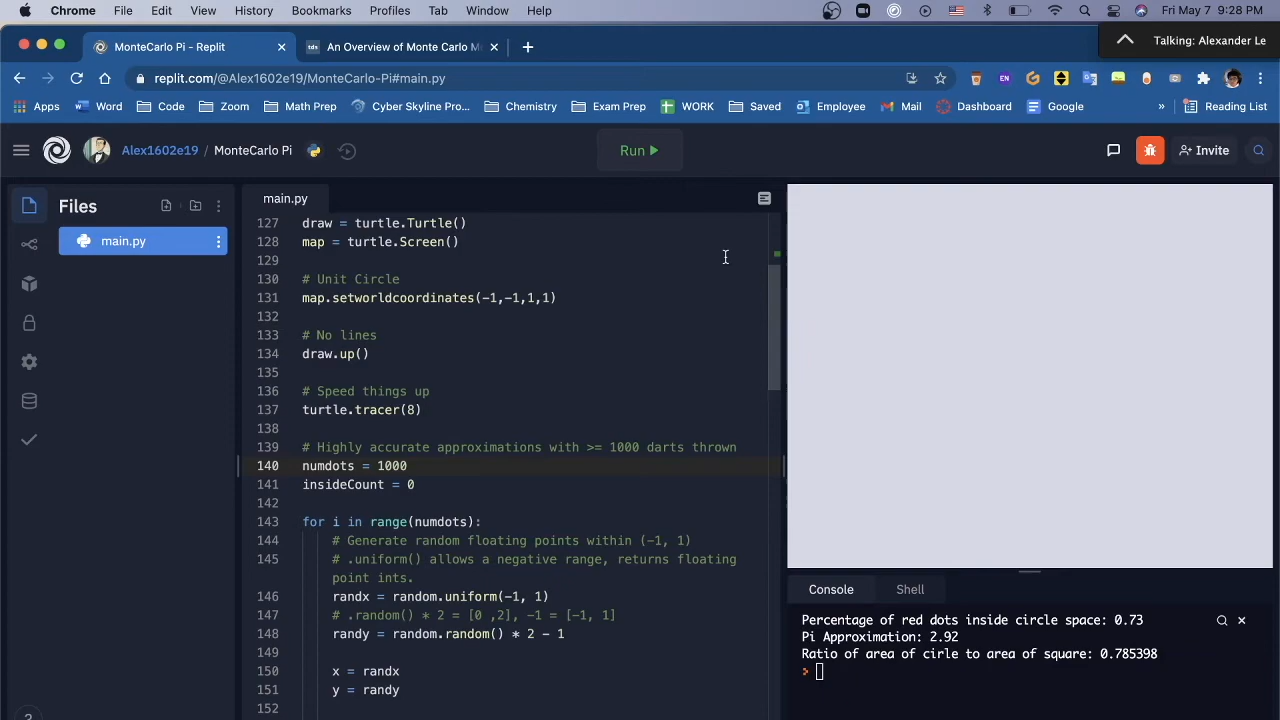 Chrome File Edit View History Bookmarks Profiles Tab Window Help Fri May 7 9:28 PM
MonteCarlo Pi - Replit
An Overview of Monte Carlo M
Talking: Alexander Le
replit.com/@Alex1602e19/MonteCarlo-Pi#main.py
EN
Apps Word Code Zoom Math Prep Cyber Skyline Pro... Chemistry Exam Prep WORK Saved Employee Mail Dashboard Google » Reading List
Alex1602e19 / MonteCarlo Pi
Run
Invite
Files
main.py
main.py
127 draw = turtle.Turtle()
128 map = turtle.Screen()
129
130 # Unit Circle
131 map.setworldcoordinates(-1,-1,1,1)
132
133 # No lines
134 draw.up()
135
136 # Speed things up
137 turtle.tracer(8)
138
139 # Highly accurate approximations with >= 1000 darts thrown
140 numdots = 1000
141 insideCount = 0
142
143 for i in range(numdots):
144 # Generate random floating points within (-1, 1)
145 # .uniform() allows a negative range, returns floating
point ints.
146 randx = random.uniform(-1, 1)
147 # .random() * 2 = [0 ,2], -1 = [-1, 1]
148 randy = random.random() * 2 - 1
149
150 x = randx
151 y = randy
152
Console Shell
Percentage of red dots inside circle space: 0.73
Pi Approximation: 2.92
Ratio of area of cirle to area of square: 0.785398
?